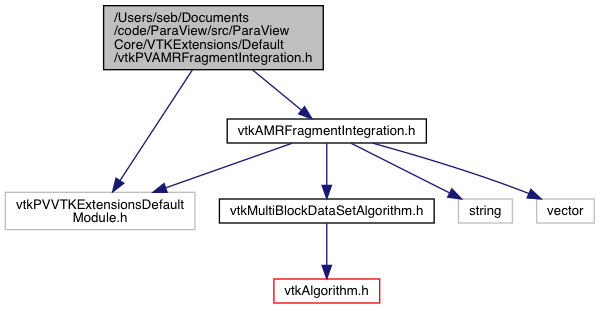 /Users/seb/Documents
/code/ParaView/src/ParaView
Core/VTKExtensions/Default
/vtkPVAMRFragmentIntegration.h
vtkAMRFragmentIntegration.h
vtkPVVTKExtensionsDefault
Module.h
vtkMultiBlockDataSetAlgorithm.h
string
vector
vtkAlgorithm.h